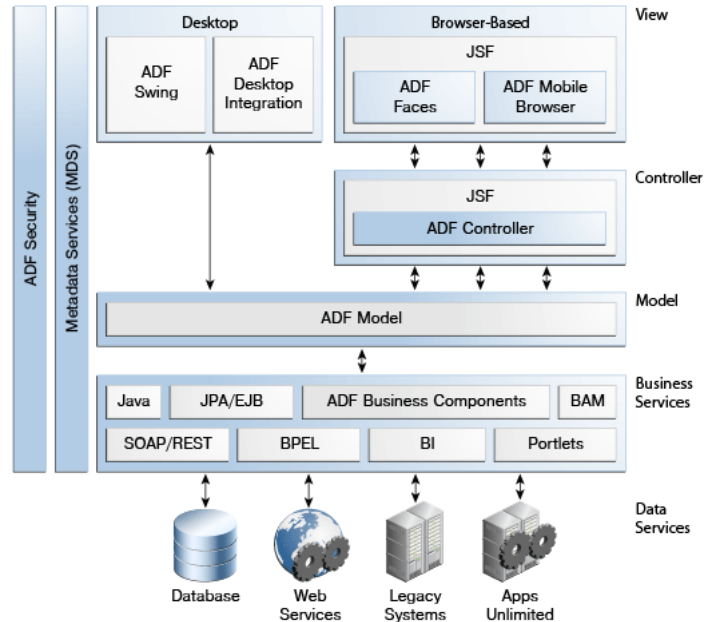 ADF Security
Metadata Services (MDS)
Desktop
ADF
Swing
ADF
Desktop
Integration
Browser-Based
JSF
ADF
Faces
ADF Mobile
Browser
View
JSF
ADF Controller
Controller
ADF Model
Model
Java
JPA/EJB
ADF Business Components
BAM
SOAP/REST
BPEL
BI
Portlets
Business
Services
Data
Services
Database
Web
Services
Legacy
Systems
Apps
Unlimited